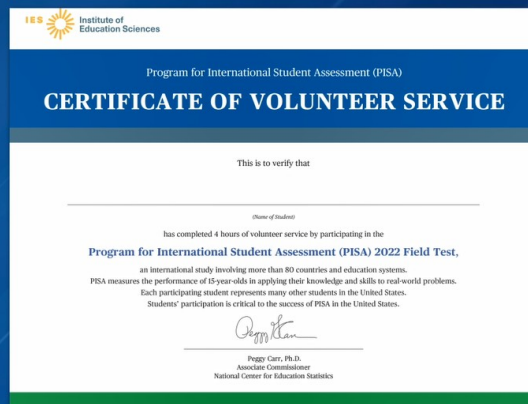 IES Institute of
Education Sciences
Program for International Student Assessment (PISA)
CERTIFICATE OF VOLUNTEER SERVICE
This is to verify that
(Name of Student)
has completed 4 hours of volunteer service by participating in the
Program for International Student Assessment (PISA) 2022 Field Test,
an international study involving more than 80 countries and education systems.
PISA measures the performance of 15-year-olds in applying their knowledge and skills to real-world problems.
Each participating student represents many other students in the United States.
Students' participation is critical to the success of PISA in the United States.
Peggy Carr
Peggy Carr, Ph.D.
Associate Commissioner
National Center for Education Statistics